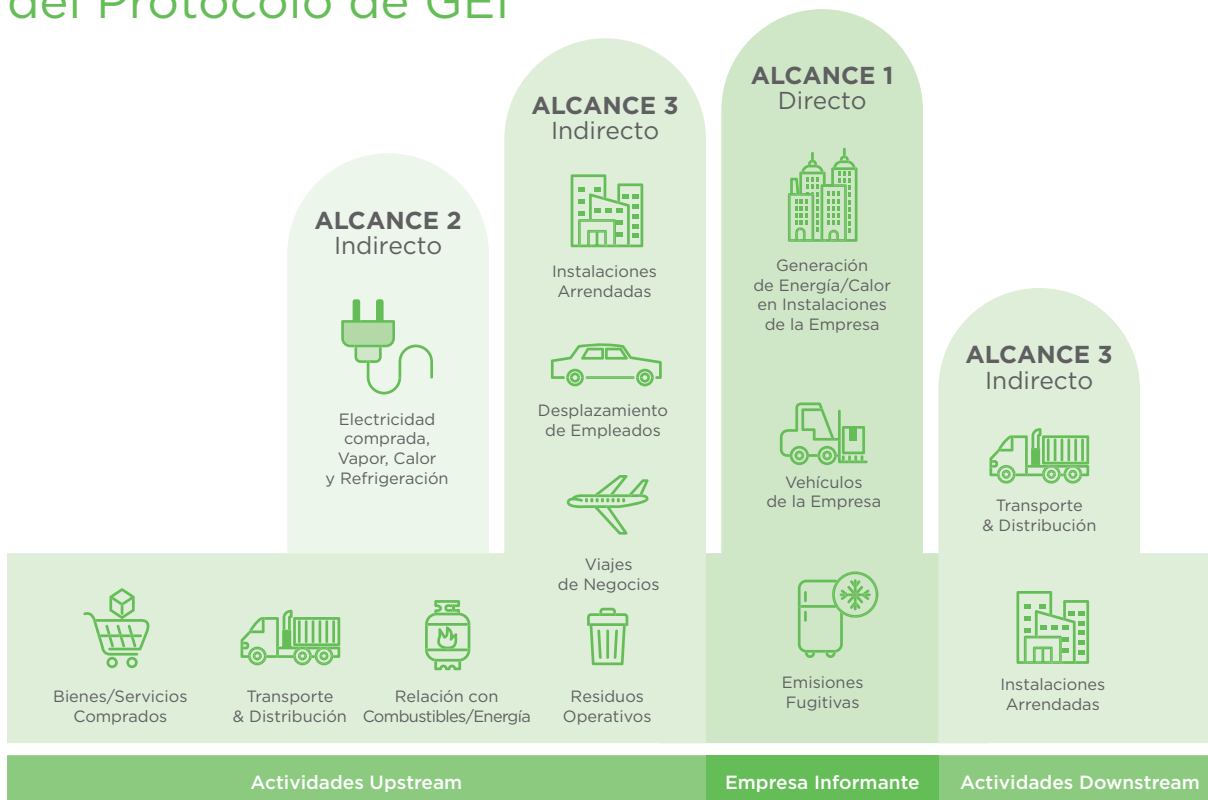 del Protocolo de GEI
ALCANCE 2
Indirecto
Electricidad
comprada,
Vapor, Calor
y Refrigeración
ALCANCE 3
Indirecto
Instalaciones
Arrendadas
Desplazamiento
de Empleados
Viajes
de Negocios
ALCANCE 1
Directo
Generación
de Energía/Calor
en Instalaciones
de la Empresa
Vehículos
de la Empresa
ALCANCE 3
Indirecto
Transporte
& Distribución
Bienes/Servicios
Comprados
Transporte
& Distribución
Relación con
Combustibles/Energía
Residuos
Operativos
Emisiones
Fugitivas
Instalaciones
Arrendadas
Actividades Upstream
Empresa Informante
Actividades Downstream